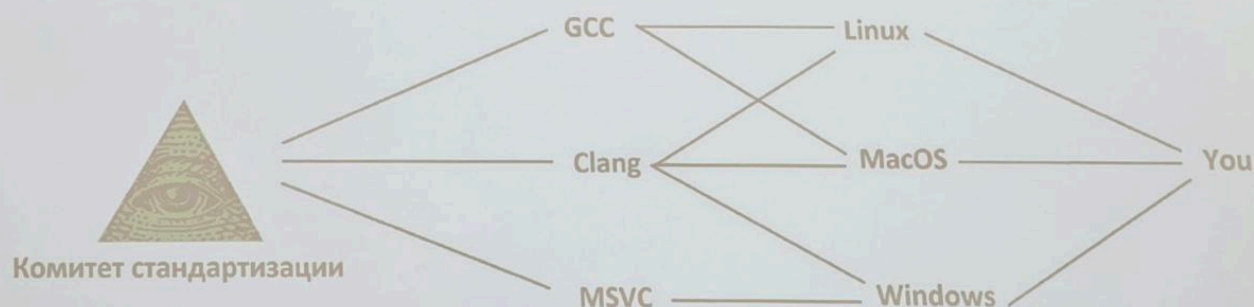 GCC
Linux
Clang
MacOS
You
Комитет стандартизации
MSVC
Windows